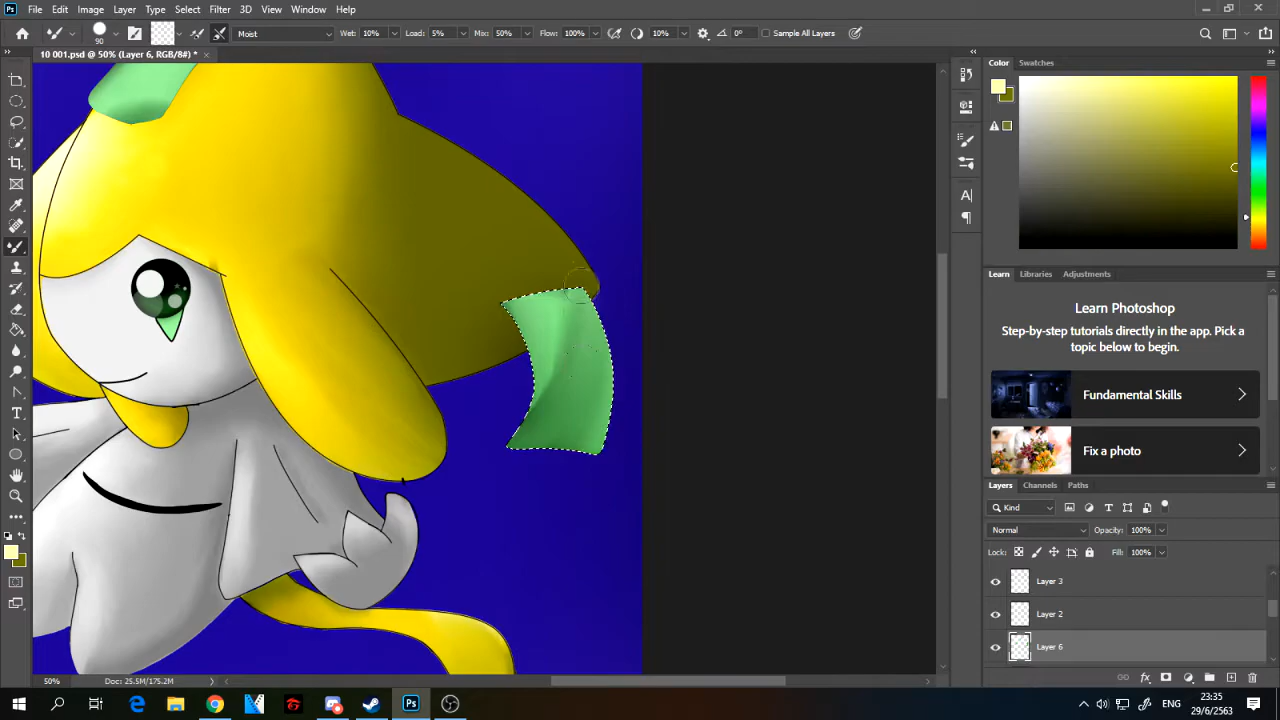 Ps File Edit Image Layer Type Select Filter 3D View Window Help
90 Moist Wet: 10% Load: 5% Mix: 50% Flow: 100% 10% 0° Sample All Layers
10 001.psd @ 50% (Layer 6, RGB/8#) * ×
Color Swatches
Learn Libraries Adjustments
Learn Photoshop
Step-by-step tutorials directly in the app. Pick a
topic below to begin.
Fundamental Skills
Fix a photo
Layers Channels Paths
Kind
Normal Opacity: 100%
Lock: Fill: 100%
Layer 3
Layer 2
Layer 6
50% Doc: 25.5M/175.2M
Ps
23:35
29/6/2563